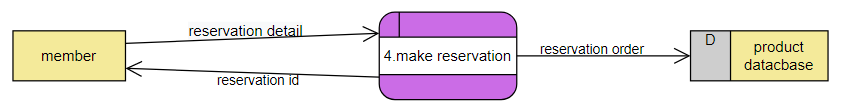 reservation detail
member
4.make reservation
reservation id
reservation order
D
product
datacbase